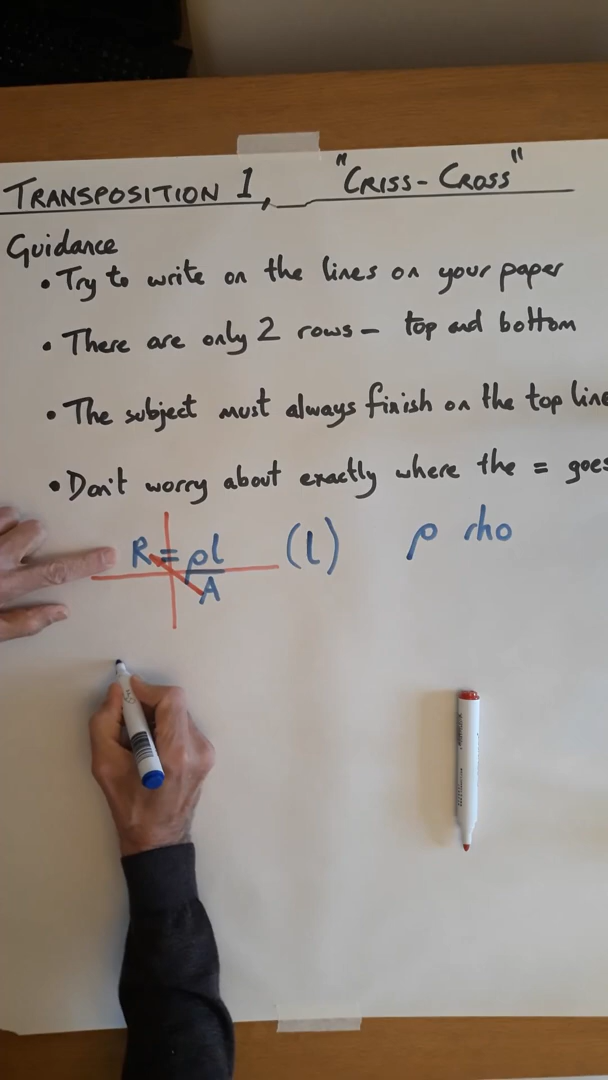 TRANSPOSITION 1, "CRISS-CROSS"
Guidance
• Try to write on the lines on your paper
• There are only 2 rows - top and bottom
• The subject must always finish on the top line
• Don't worry about exactly where the = goes
R = ρl (l) ρ rho
A